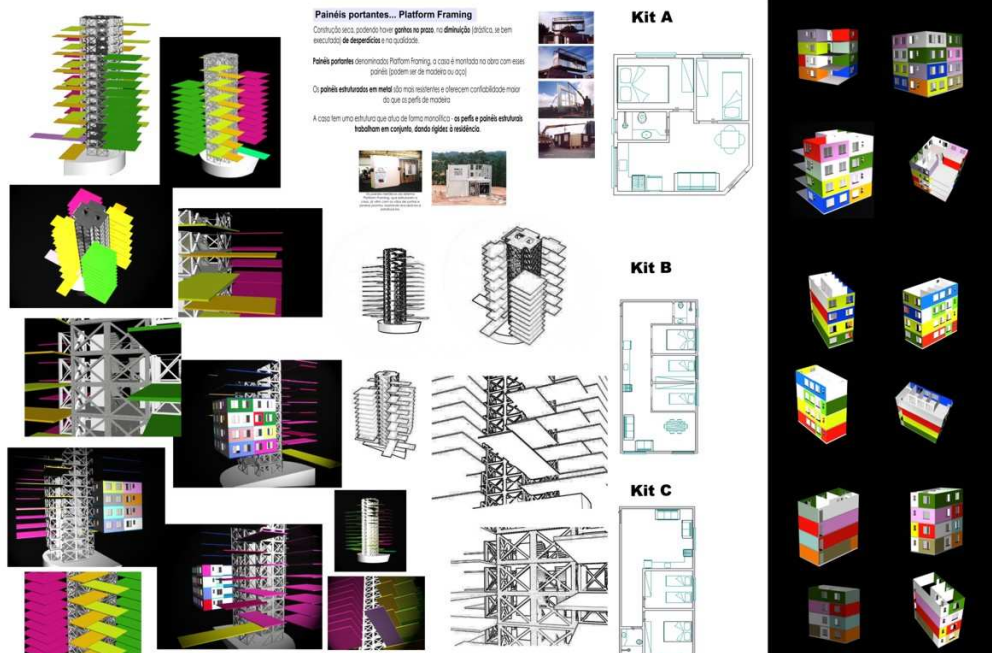 Painéis portantes... Platform Framing
Construção seca, podendo haver ganhos no prazo, na diminuição (drástica, se bem
executada) de desperdícios e na qualidade.
Painéis portantes denominados Platform Framing, a casa é montada na obra com esses
painéis (podem ser de madeira ou aço)
Os painéis estruturados em metal são mais resistentes e oferecem confiabilidade maior
do que os perfis de madeira
A casa tem uma estrutura que atua de forma monolítica - os perfis e painéis estruturais
trabalham em conjunto, dando rigidez à residência.
Kit A
Kit B
Kit C